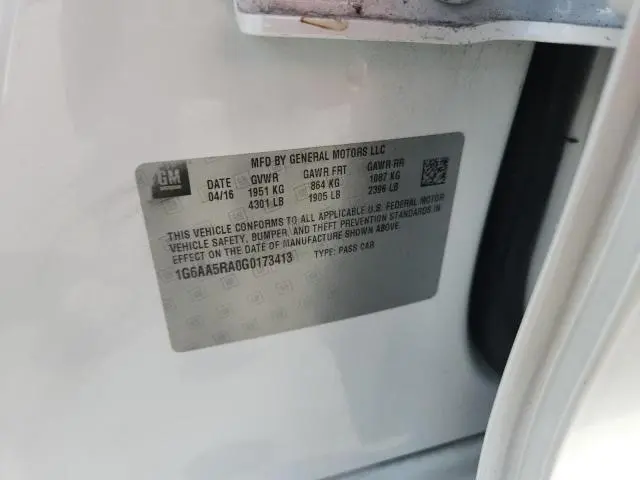 MFD BY GENERAL MOTORS LLC
GM
DATE GVWR GAWR FRT GAWR RR
04/16 1951 KG 864 KG 1087 KG
4301 LB 1905 LB 2396 LB
THIS VEHICLE CONFORMS TO ALL APPLICABLE U.S. FEDERAL MOTOR
VEHICLE SAFETY, BUMPER, AND THEFT PREVENTION STANDARDS IN
EFFECT ON THE DATE OF MANUFACTURE SHOWN ABOVE.
1G6AA5RA0G0173413 TYPE: PASS CAR